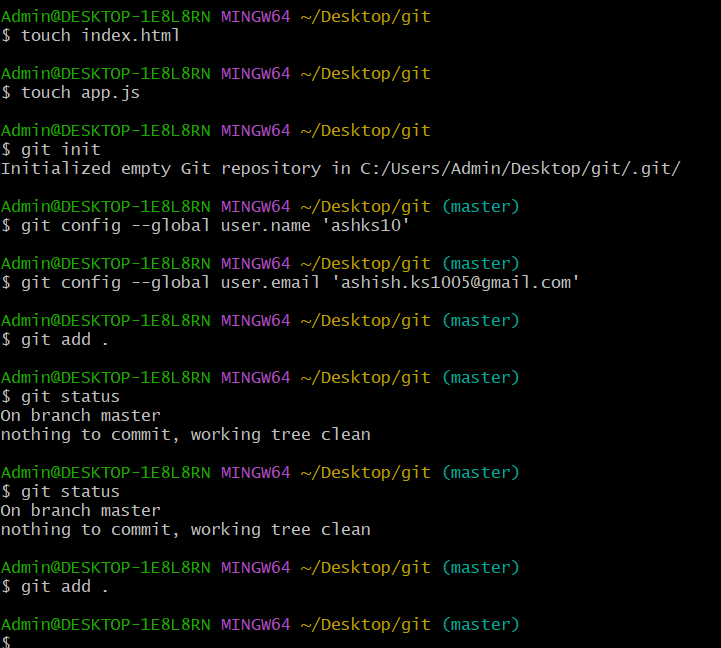 Admin@DESKTOP-1E8L8RN MINGW64 ~/Desktop/git
$ touch index.html
Admin@DESKTOP-1E8L8RN MINGW64 ~/Desktop/git
$ touch app.js
Admin@DESKTOP-1E8L8RN MINGW64 ~/Desktop/git
$ git init
Initialized empty Git repository in C:/Users/Admin/Desktop/git/.git/
Admin@DESKTOP-1E8L8RN MINGW64 ~/Desktop/git (master)
$ git config --global user.name 'ashks10'
Admin@DESKTOP-1E8L8RN MINGW64 ~/Desktop/git (master)
$ git config --global user.email 'ashish.ks1005@gmail.com'
Admin@DESKTOP-1E8L8RN MINGW64 ~/Desktop/git (master)
$ git add .
Admin@DESKTOP-1E8L8RN MINGW64 ~/Desktop/git (master)
$ git status
On branch master
nothing to commit, working tree clean
Admin@DESKTOP-1E8L8RN MINGW64 ~/Desktop/git (master)
$ git status
On branch master
nothing to commit, working tree clean
Admin@DESKTOP-1E8L8RN MINGW64 ~/Desktop/git (master)
$ git add .
Admin@DESKTOP-1E8L8RN MINGW64 ~/Desktop/git (master)
$